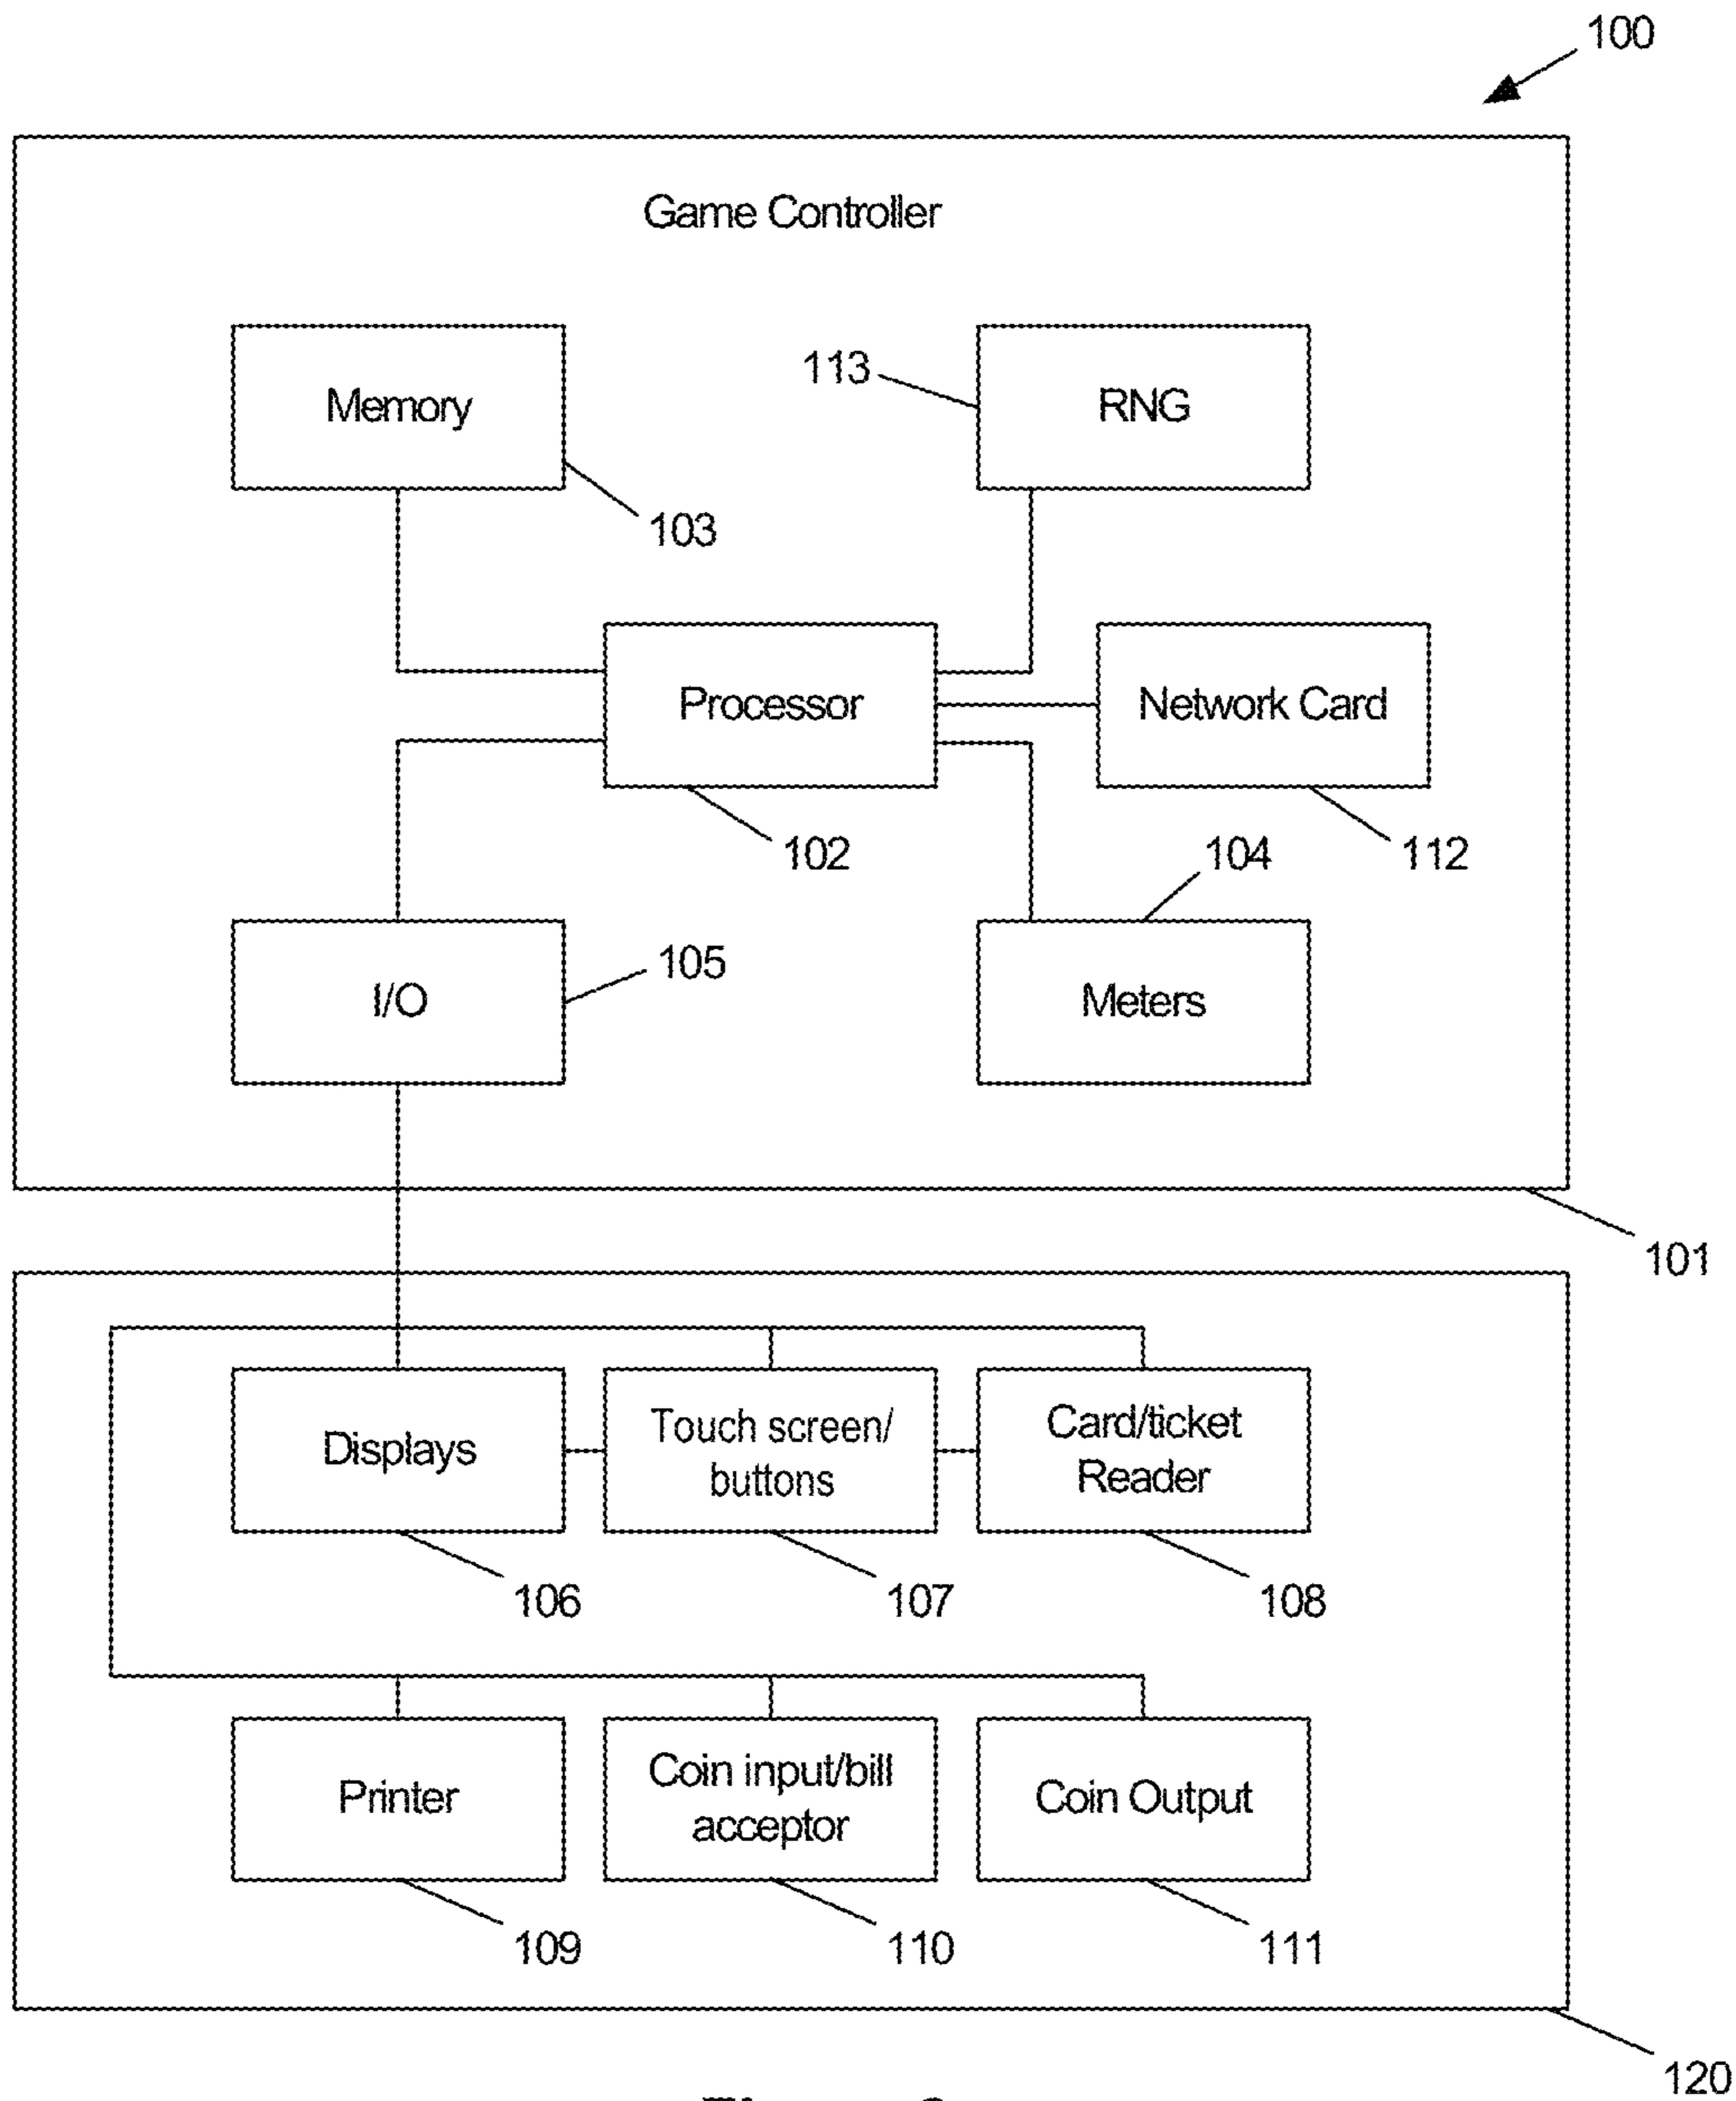 100
Game Controller
Memory
113
RNG
103
Processor
Network Card
102
104
112
I/O
105
Meters
101
Displays
Touch screen/
buttons
Card/ticket
Reader
106
107
108
Printer
Coin input/bill
acceptor
Coin Output
109
110
111
120